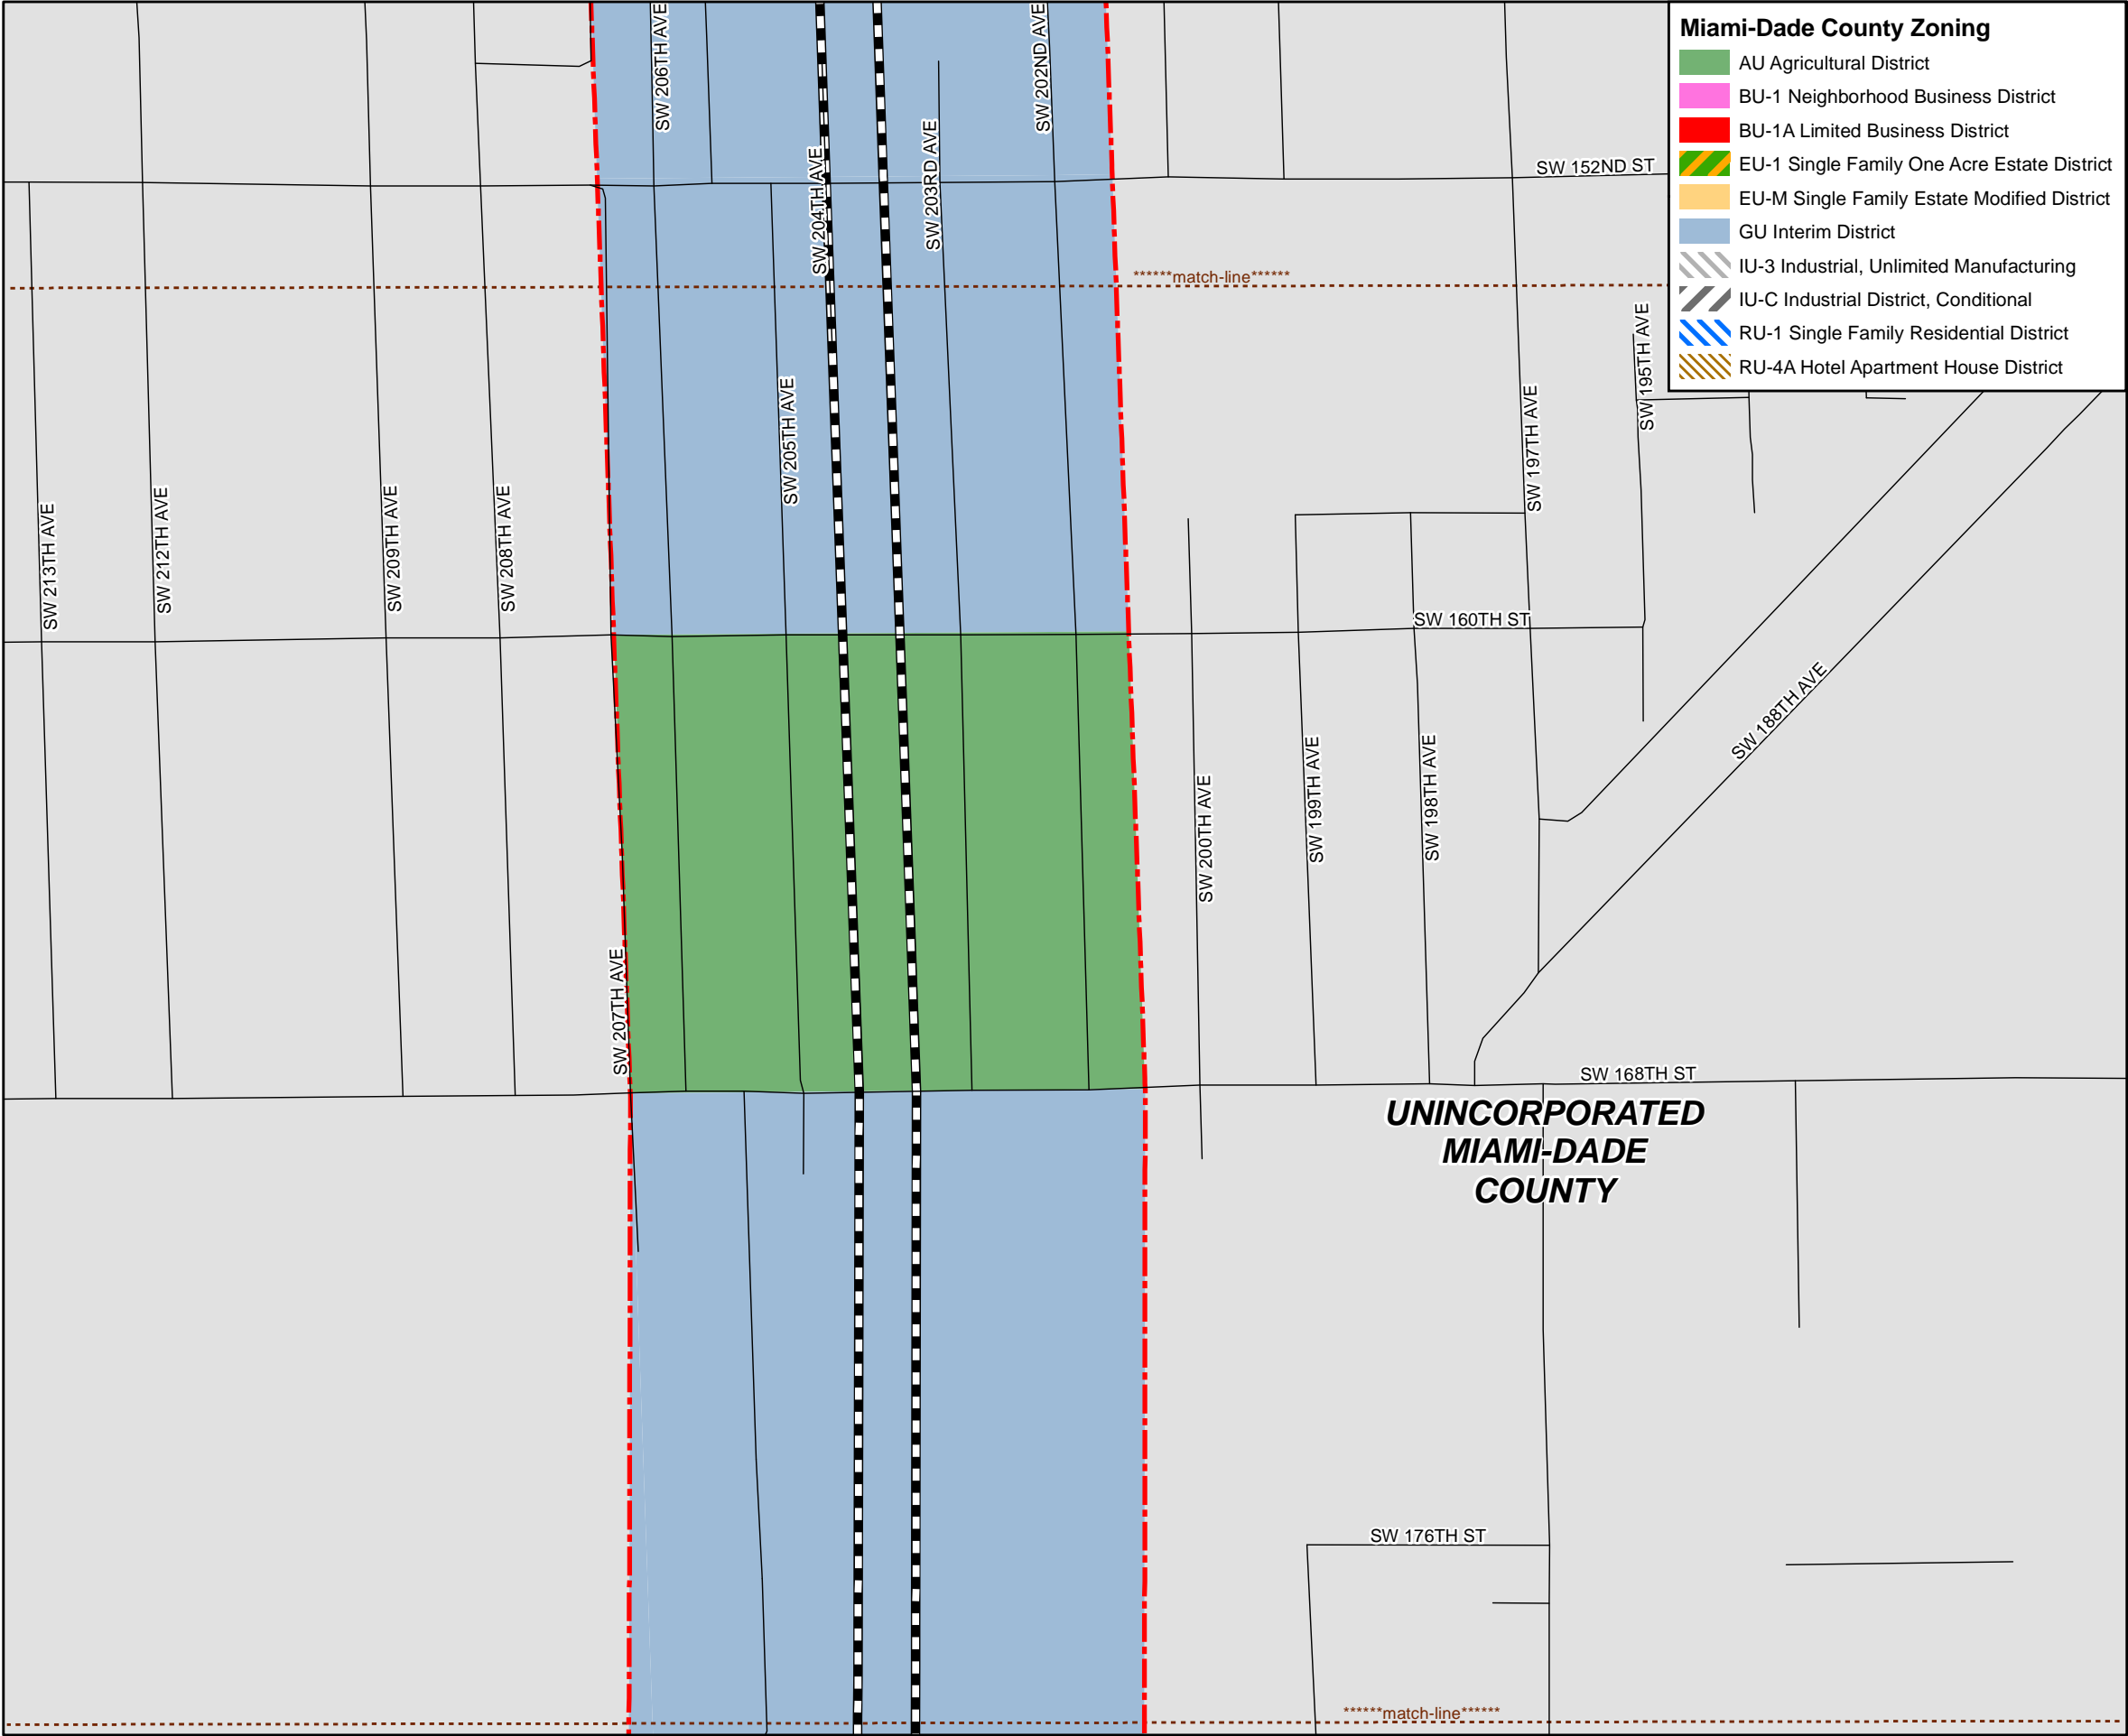 Miami-Dade County Zoning
AU Agricultural District
BU-1 Neighborhood Business District
BU-1A Limited Business District
EU-1 Single Family One Acre Estate District
EU-M Single Family Estate Modified District
GU Interim District
IU-3 Industrial, Unlimited Manufacturing
IU-C Industrial District, Conditional
RU-1 Single Family Residential District
RU-4A Hotel Apartment House District
SW 206TH AVE
SW 202ND AVE
SW 203RD AVE
SW 204TH AVE
SW 152ND ST
******match-line******
SW 195TH AVE
SW 205TH AVE
SW 197TH AVE
SW 213TH AVE
SW 212TH AVE
SW 209TH AVE
SW 208TH AVE
SW 160TH ST
SW 188TH AVE
SW 200TH AVE
SW 199TH AVE
SW 198TH AVE
SW 207TH AVE
SW 168TH ST
UNINCORPORATED
MIAMI-DADE
COUNTY
SW 176TH ST
******match-line******